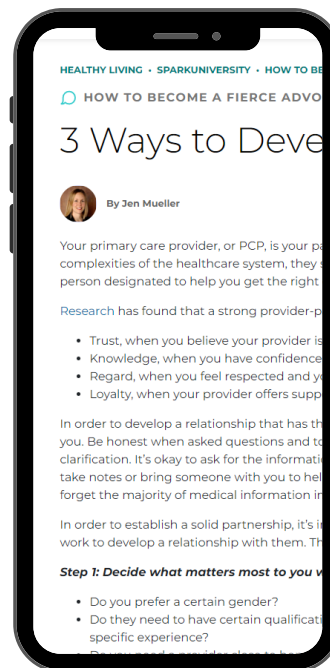 HEALTHY LIVING • SPARKUNIVERSITY • HOW TO BE
HOW TO BECOME A FIERCE ADVO
3 Ways to Deve
By Jen Mueller
Your primary care provider, or PCP, is your pa
complexities of the healthcare system, they s
person designated to help you get the right
Research has found that a strong provider-p
• Trust, when you believe your provider is
• Knowledge, when you have confidence
• Regard, when you feel respected and yo
• Loyalty, when your provider offers supp
In order to develop a relationship that has th
you. Be honest when asked questions and to
clarification. It's okay to ask for the informatio
take notes or bring someone with you to hel
forget the majority of medical information in
In order to establish a solid partnership, it's i
work to develop a relationship with them. Th
Step 1: Decide what matters most to you w
• Do you prefer a certain gender?
• Do they need to have certain qualificati
specific experience?